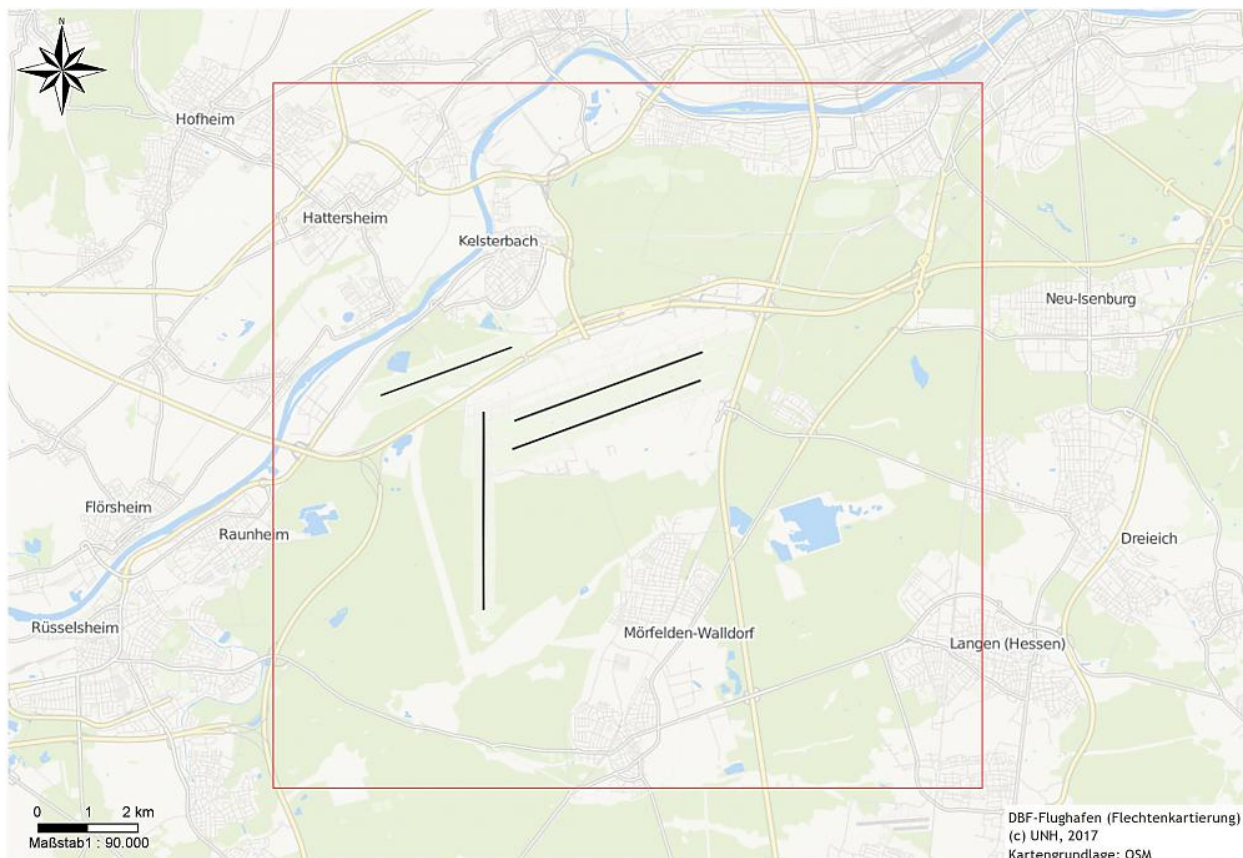 N
Hofheim
Hattersheim
Kelsterbach
Neu-Isenburg
Flörsheim
Raunheim
Dreieich
Rüsselsheim
Mörfelden-Walldorf
Langen (Hessen)
0 1 2 km
Maßstab1 : 90.000
DBF-Flughafen (Flechtenkartierung)
(c) UNH, 2017
Kartengrundlage: OSM